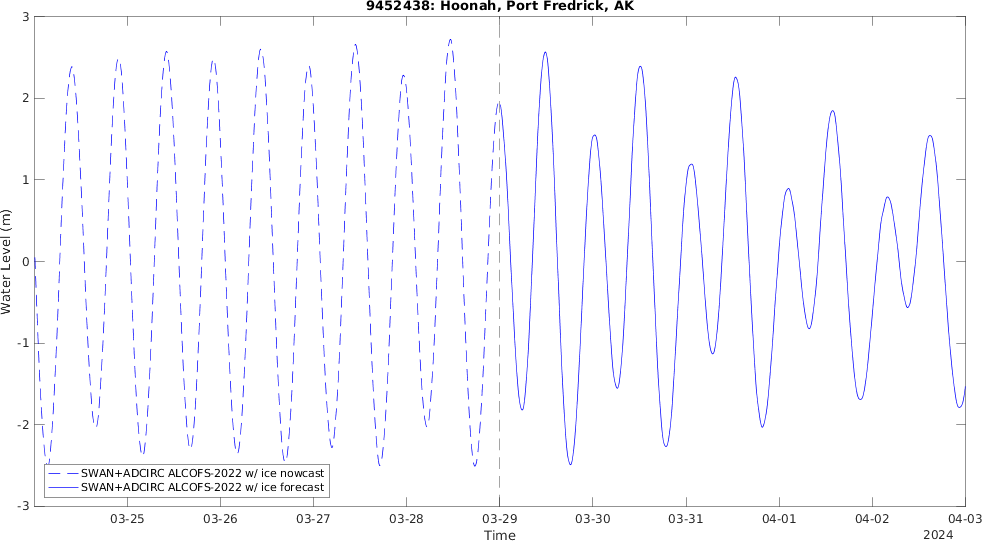 9452438: Hoonah, Port Fredrick, AK
3
2
1
0
-1
-2
-3
Water Level (m)
SWAN+ADCIRC ALCOFS-2022 w/ ice nowcast
SWAN+ADCIRC ALCOFS-2022 w/ ice forecast
03-25 03-26 03-27 03-28 03-29 03-30 03-31 04-01 04-02 04-03
Time
2024